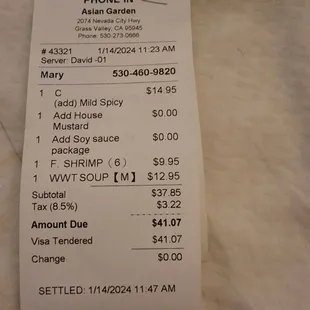 PHONE IN
Asian Garden
2074 Nevada City Hwy
Grass Valley, CA 95945
Phone: 530-273-0886
# 43321 1/14/2024 11:23 AM
Server: David -01
Mary 530-460-9820
1 C $14.95
(add) Mild Spicy
1 Add House $0.00
Mustard
1 Add Soy sauce $0.00
package
1 F. SHRIMP（6） $9.95
1 WWT SOUP【M】 $12.95
Subtotal $37.85
Tax (8.5%) $3.22
Amount Due $41.07
Visa Tendered $41.07
Change $0.00
SETTLED: 1/14/2024 11:47 AM